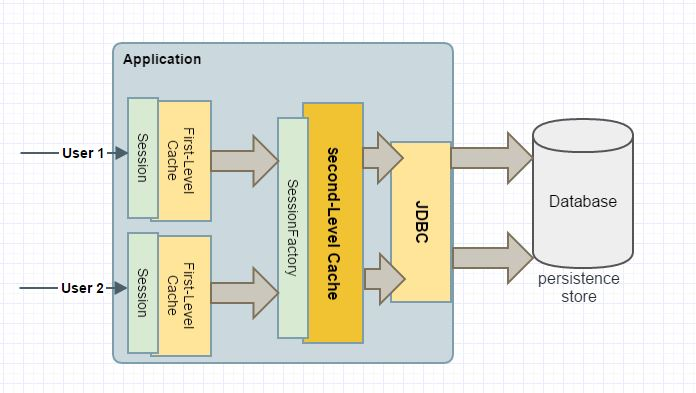 Application
User 1
Session
First-Level
Cache
User 2
Session
First-Level
Cache
SessionFactory
Second-Level Cache
JDBC
Database
persistence
store